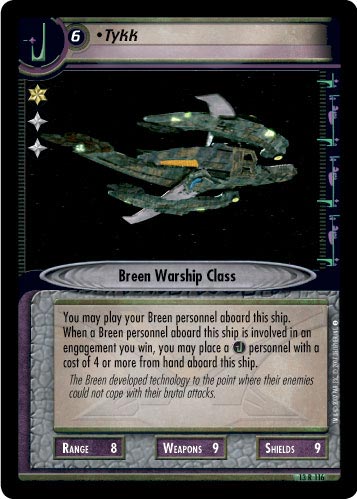 6 •Tykk
Breen Warship Class
You may play your Breen personnel aboard this ship.
When a Breen personnel aboard this ship is involved in an
engagement you win, you may place a personnel with a
cost of 4 or more from hand aboard this ship.
The Breen developed technology to the point where their enemies
could not cope with their brutal attacks.
RANGE 8 WEAPONS 9 SHIELDS 9
13 R 116